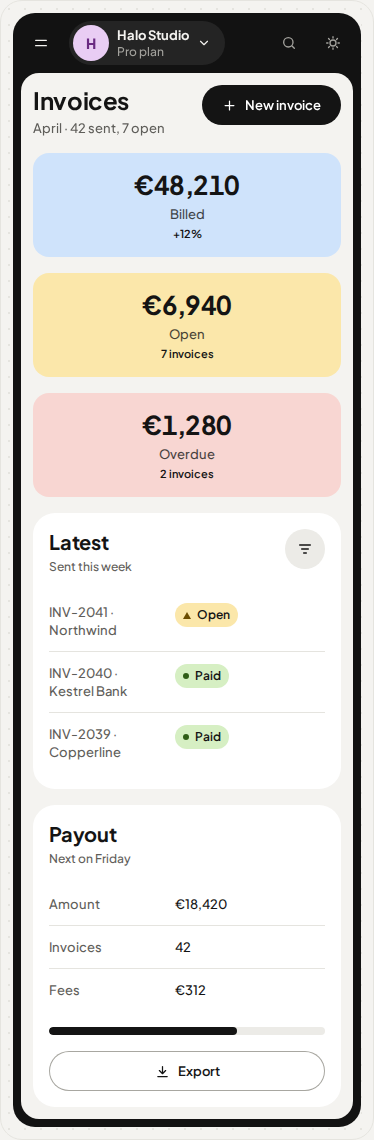 H
Halo Studio
Pro plan
Invoices
April · 42 sent, 7 open
New invoice
€48,210
Billed
+12%
€6,940
Open
7 invoices
€1,280
Overdue
2 invoices
Latest
Sent this week
INV-2041 ·
Northwind
Open
INV-2040 ·
Kestrel Bank
Paid
INV-2039 ·
Copperline
Paid
Payout
Next on Friday
Amount €18,420
Invoices 42
Fees €312
Export